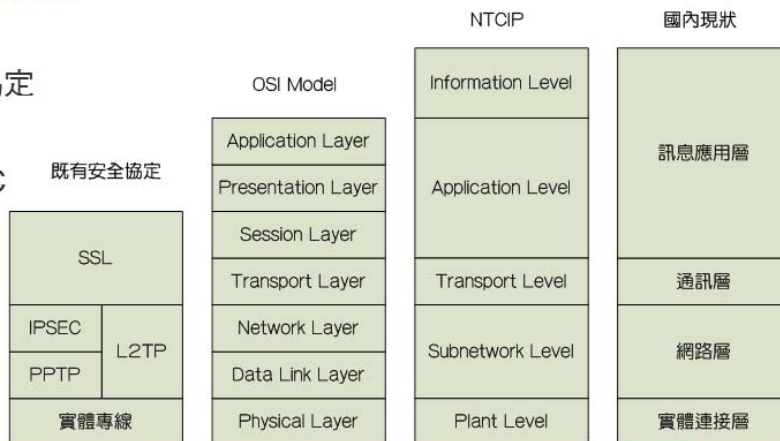 NTCIP
國內現狀
定
OSI Model
Information Level
既有安全協定
Application Layer
Presentation Layer
Application Level
訊息應用層
Session Layer
SSL
Transport Layer
Transport Level
通訊層
IPSEC
L2TP
Network Layer
Subnetwork Level
網路層
PPTP
Data Link Layer
實體專線
Physical Layer
Plant Level
實體連接層